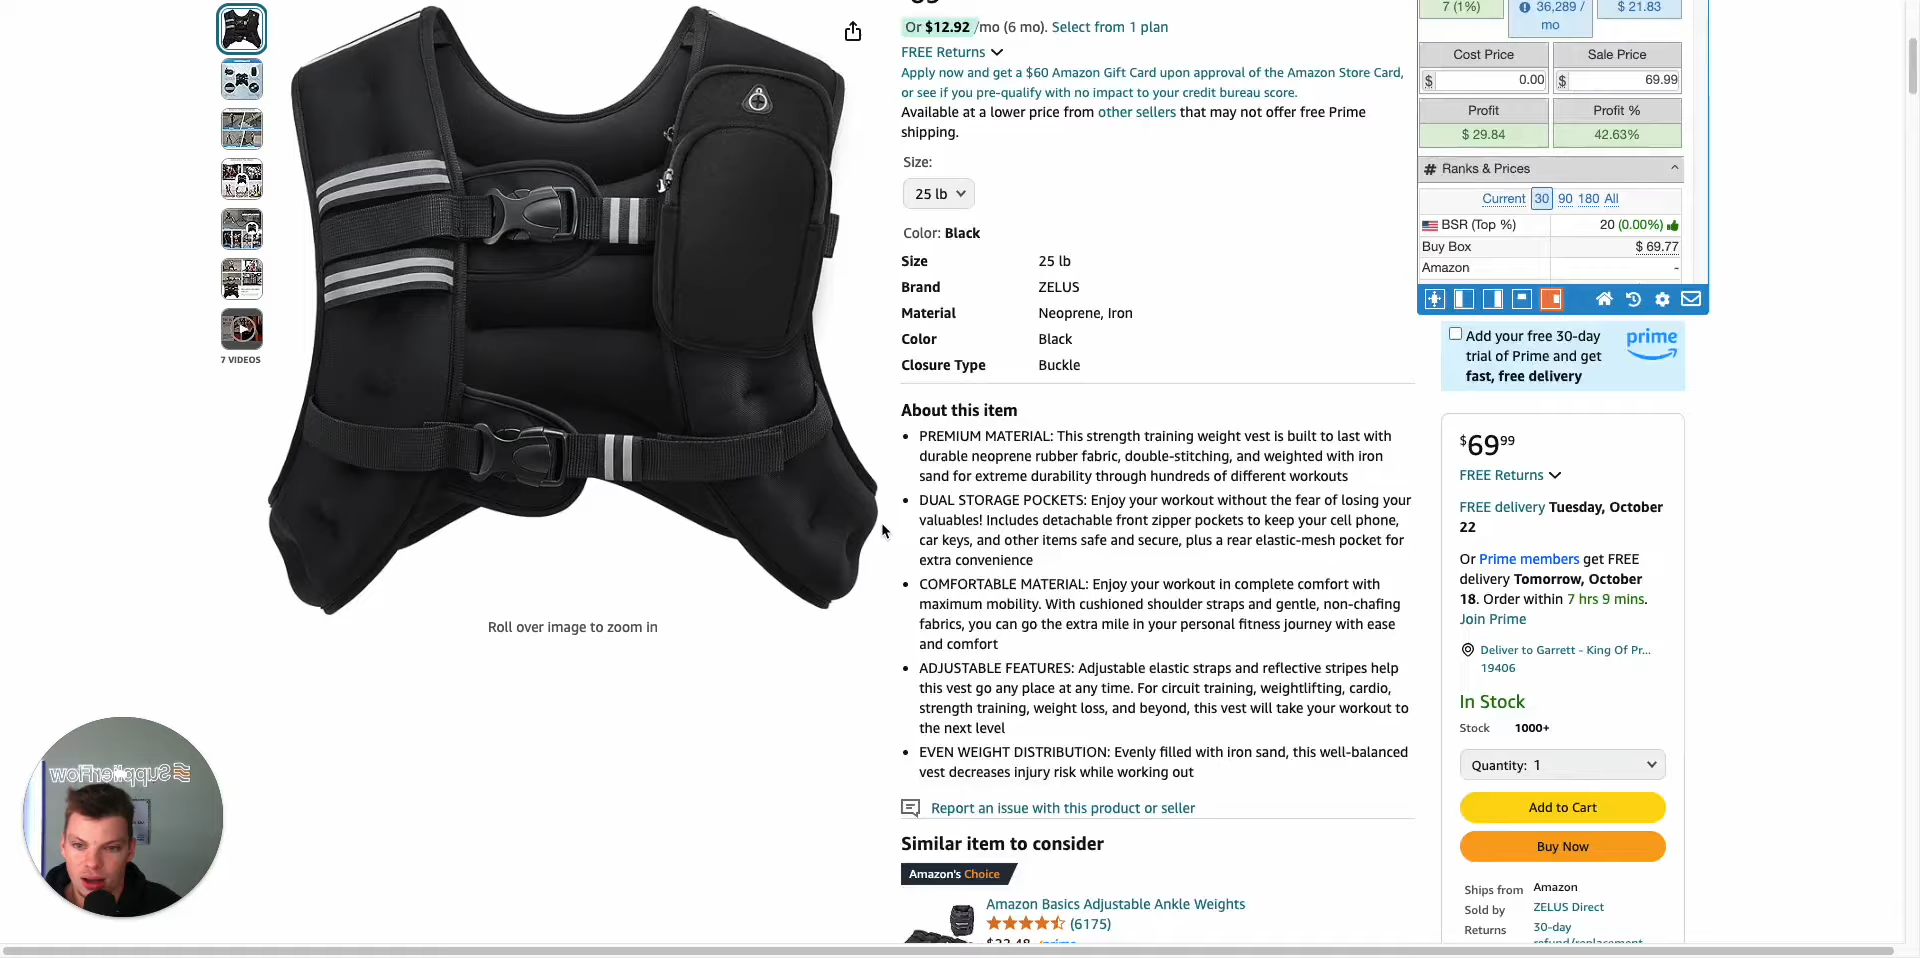 Or $12.92 /mo (6 mo). Select from 1 plan
FREE Returns
Apply now and get a $60 Amazon Gift Card upon approval of the Amazon Store Card,
or see if you pre-qualify with no impact to your credit bureau score.
Available at a lower price from other sellers that may not offer free Prime
shipping.
Size:
25 lb
Color: Black
Size 25 lb
Brand ZELUS
Material Neoprene, Iron
Color Black
Closure Type Buckle
About this item
PREMIUM MATERIAL: This strength training weight vest is built to last with
durable neoprene rubber fabric, double-stitching, and weighted with iron
sand for extreme durability through hundreds of different workouts
DUAL STORAGE POCKETS: Enjoy your workout without the fear of losing your
valuables! Includes detachable front zipper pockets to keep your cell phone,
car keys, and other items safe and secure, plus a rear elastic-mesh pocket for
extra convenience
COMFORTABLE MATERIAL: Enjoy your workout in complete comfort with
maximum mobility. With cushioned shoulder straps and gentle, non-chafing
fabrics, you can go the extra mile in your personal fitness journey with ease
and comfort
ADJUSTABLE FEATURES: Adjustable elastic straps and reflective stripes help
this vest go any place at any time. For circuit training, weightlifting, cardio,
strength training, weight loss, and beyond, this vest will take your workout to
the next level
EVEN WEIGHT DISTRIBUTION: Evenly filled with iron sand, this well-balanced
vest decreases injury risk while working out
Report an issue with this product or seller
Similar item to consider
Amazon's Choice
Amazon Basics Adjustable Ankle Weights
(6175)
7 VIDEOS
Roll over image to zoom in
SupplierFlow
7 (1%)
36,289 /
mo
$ 21.83
Cost Price Sale Price
$ 0.00 $ 69.99
Profit Profit %
$ 29.84 42.63%
# Ranks & Prices
Current 30 90 180 All
BSR (Top %) 20 (0.00%)
Buy Box $ 69.77
Amazon -
Add your free 30-day
trial of Prime and get
fast, free delivery
prime
$69.99
FREE Returns
FREE delivery Tuesday, October
22
Or Prime members get FREE
delivery Tomorrow, October
18. Order within 7 hrs 9 mins.
Join Prime
Deliver to Garrett - King Of Pr...
19406
In Stock
Stock 1000+
Quantity: 1
Add to Cart
Buy Now
Ships from Amazon
Sold by ZELUS Direct
Returns 30-day
refund/replacement